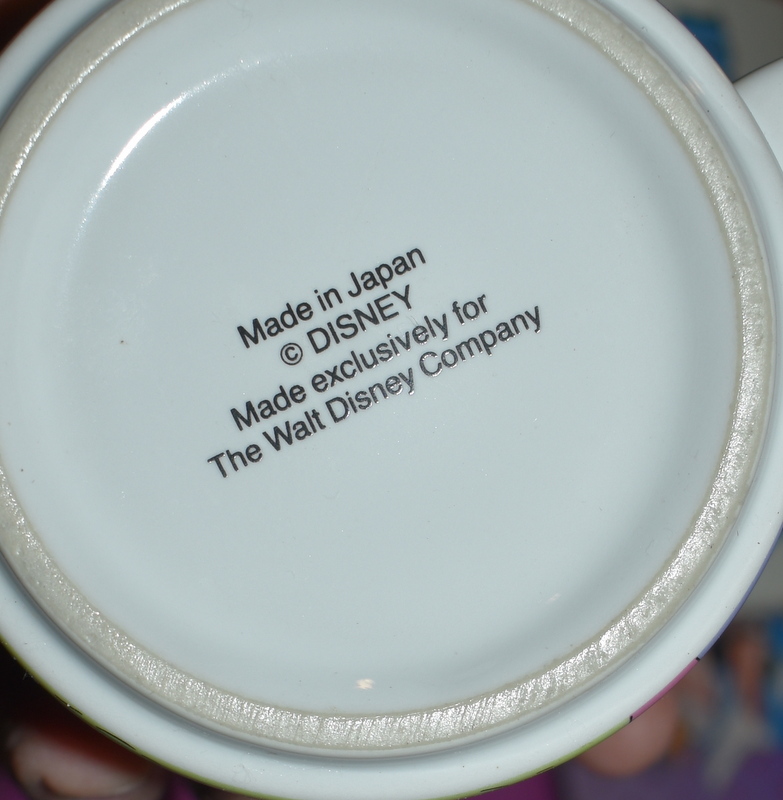 Made in Japan
© DISNEY
Made exclusively for
The Walt Disney Company